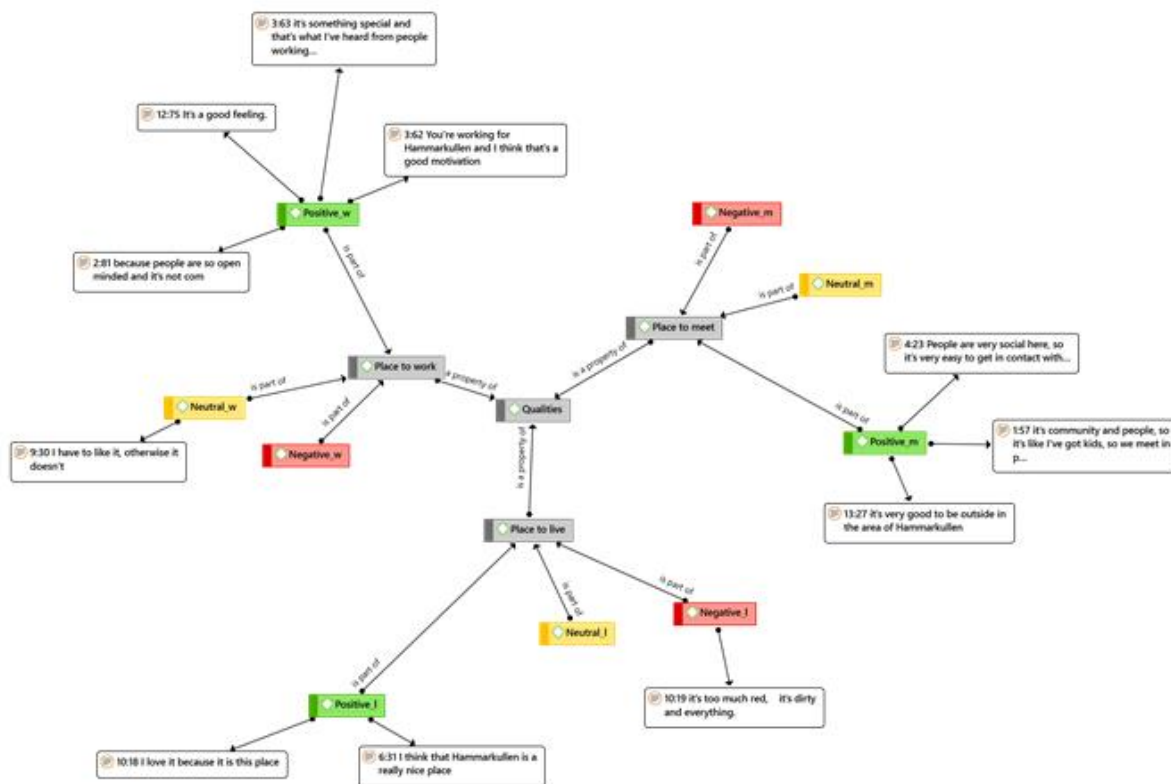 3:63 it's something special and
that's what I've heard from people
working...
12:75 It's a good feeling.
3:62 You're working for
Hammarkullen and I think that's a
good motivation
Positive_w
Negative_m
2:81 because people are so open
minded and it's not com
is part of
is part of
Neutral_m
is part of
Place to meet
4:23 People are very social here, so
it's very easy to get in contact with...
Place to work
is a property of
is part of
a property of
is part of
Neutral_w
is part of
Qualities
1:57 it's community and people, so
it's like I've got kids, so we meet in
p...
Positive_m
9:30 I have to like it, otherwise it
doesn't
Negative_w
is a property of
13:27 it's very good to be outside in
the area of Hammarkullen
Place to live
is part of
is part of
is part of
Negative_l
Neutral_l
Positive_l
10:19 it's too much red, it's dirty
and everything.
10:18 I love it because it is this place
6:31 I think that Hammarkullen is a
really nice place